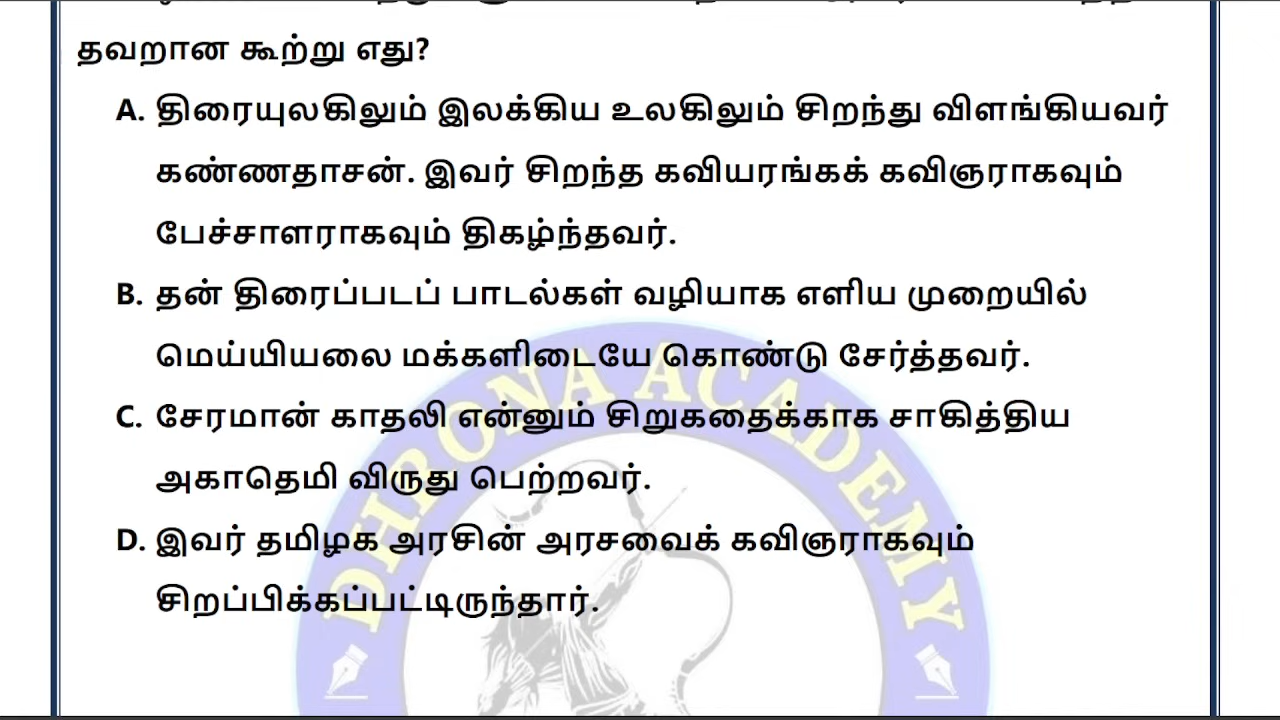 தவறான கூற்று எது?
A. திரையுலகிலும் இலக்கிய உலகிலும் சிறந்து விளங்கியவர்
கண்ணதாசன். இவர் சிறந்த கவியரங்கக் கவிஞராகவும்
பேச்சாளராகவும் திகழ்ந்தவர்.
B. தன் திரைப்படப் பாடல்கள் வழியாக எளிய முறையில்
மெய்யியலை மக்களிடையே கொண்டு சேர்த்தவர்.
C. சேரமான் காதலி என்னும் சிறுகதைக்காக சாகித்திய
அகாதெமி விருது பெற்றவர்.
D. இவர் தமிழக அரசின் அரசவைக் கவிஞராகவும்
சிறப்பிக்கப்பட்டிருந்தார்.
DHRONA ACADEMY